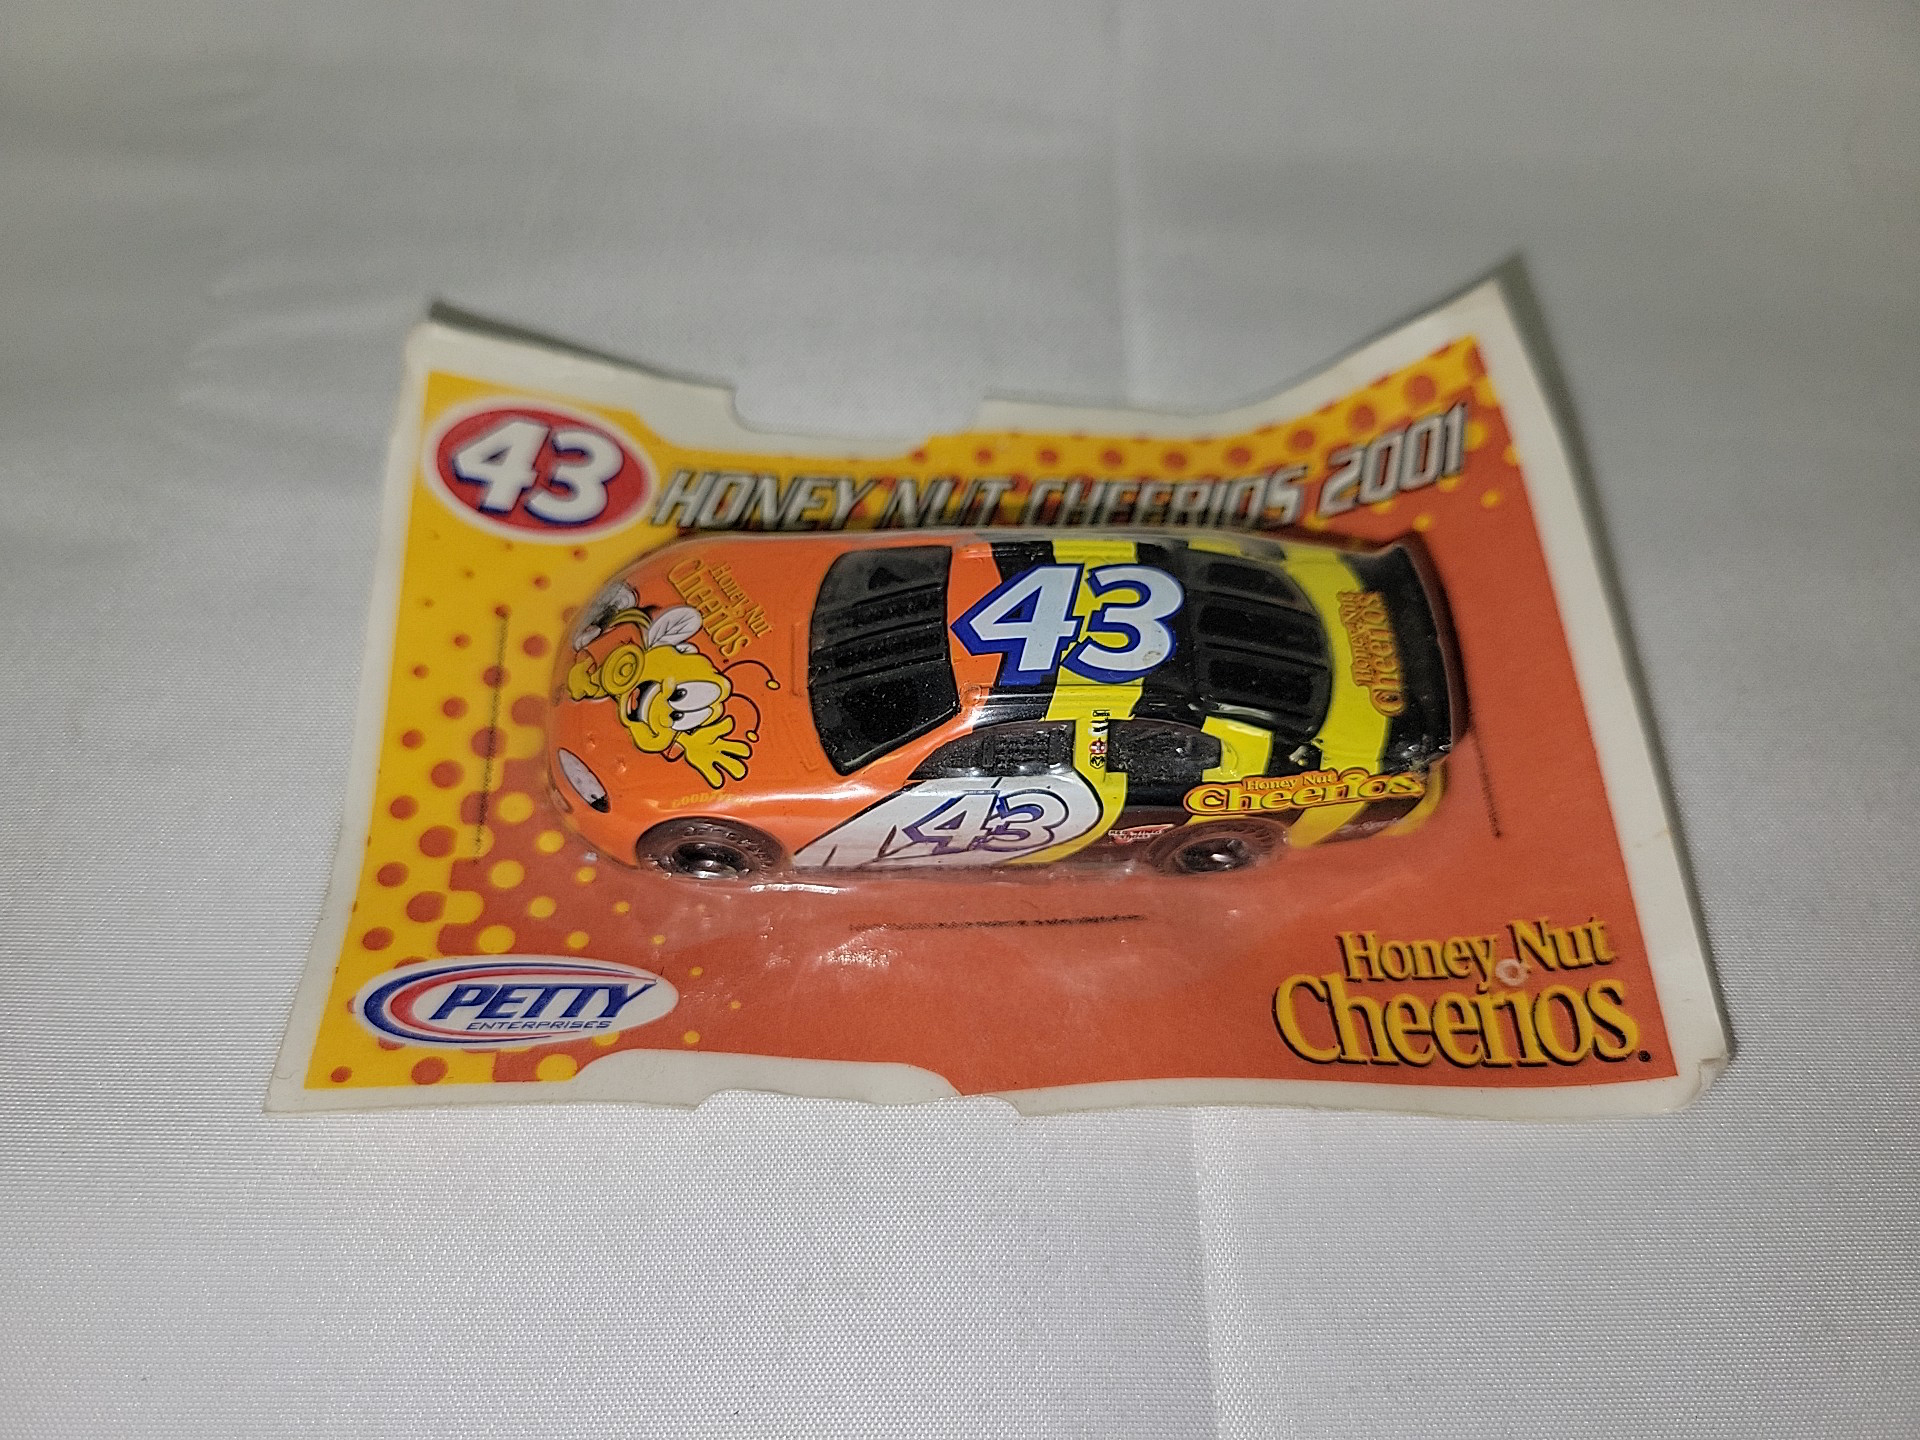 43
HONEY NUT CHEERIOS 2001
Honey Nut
Cheerios
43
Honey Nut
Cheerios
43
Honey Nut
Cheerios
GOODYEAR
PETTY
ENTERPRISES
Honey Nut
Cheerios